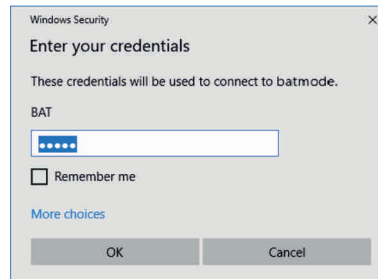 Windows Security
Enter your credentials
These credentials will be used to connect to batmode.
BAT
•••••
Remember me
More choices
OK
Cancel